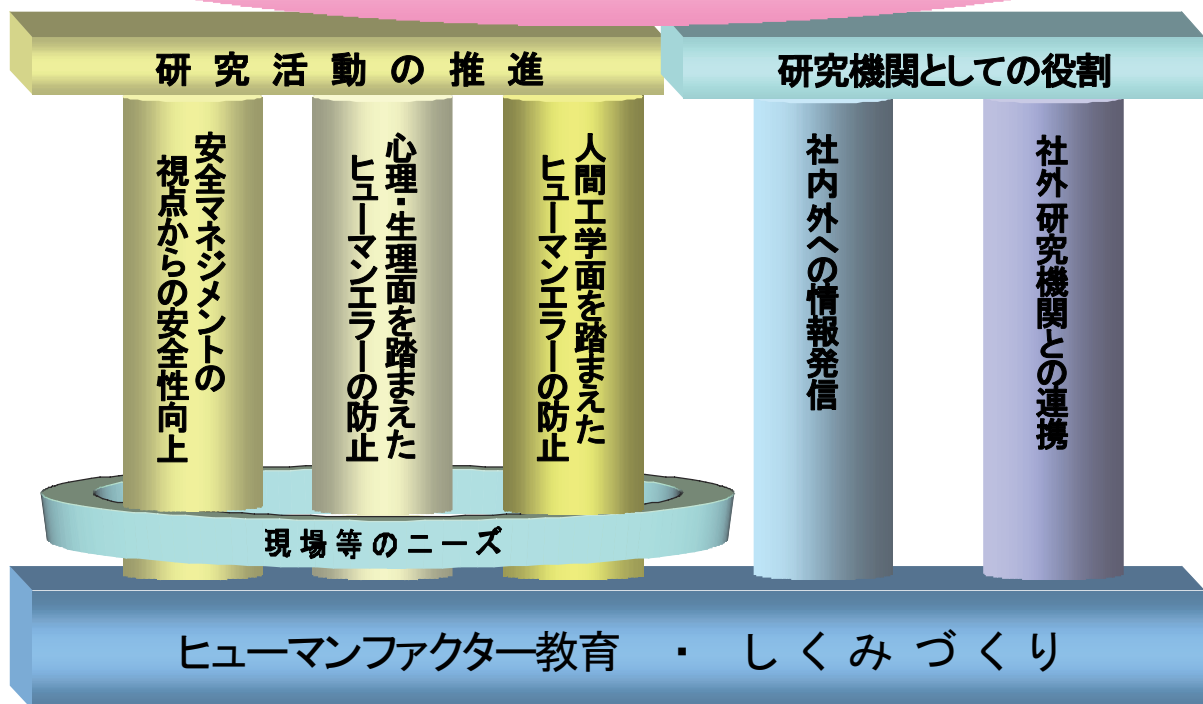 研究活動の推進
研究機関としての役割
安全マネジメントの
視点からの安全性向上
心理・生理面を踏まえた
ヒューマンエラーの防止
人間工学面を踏まえた
ヒューマンエラーの防止
社内外への情報発信
社外研究機関との連携
現場等のニーズ
ヒューマンファクター教育 ・ しくみづくり